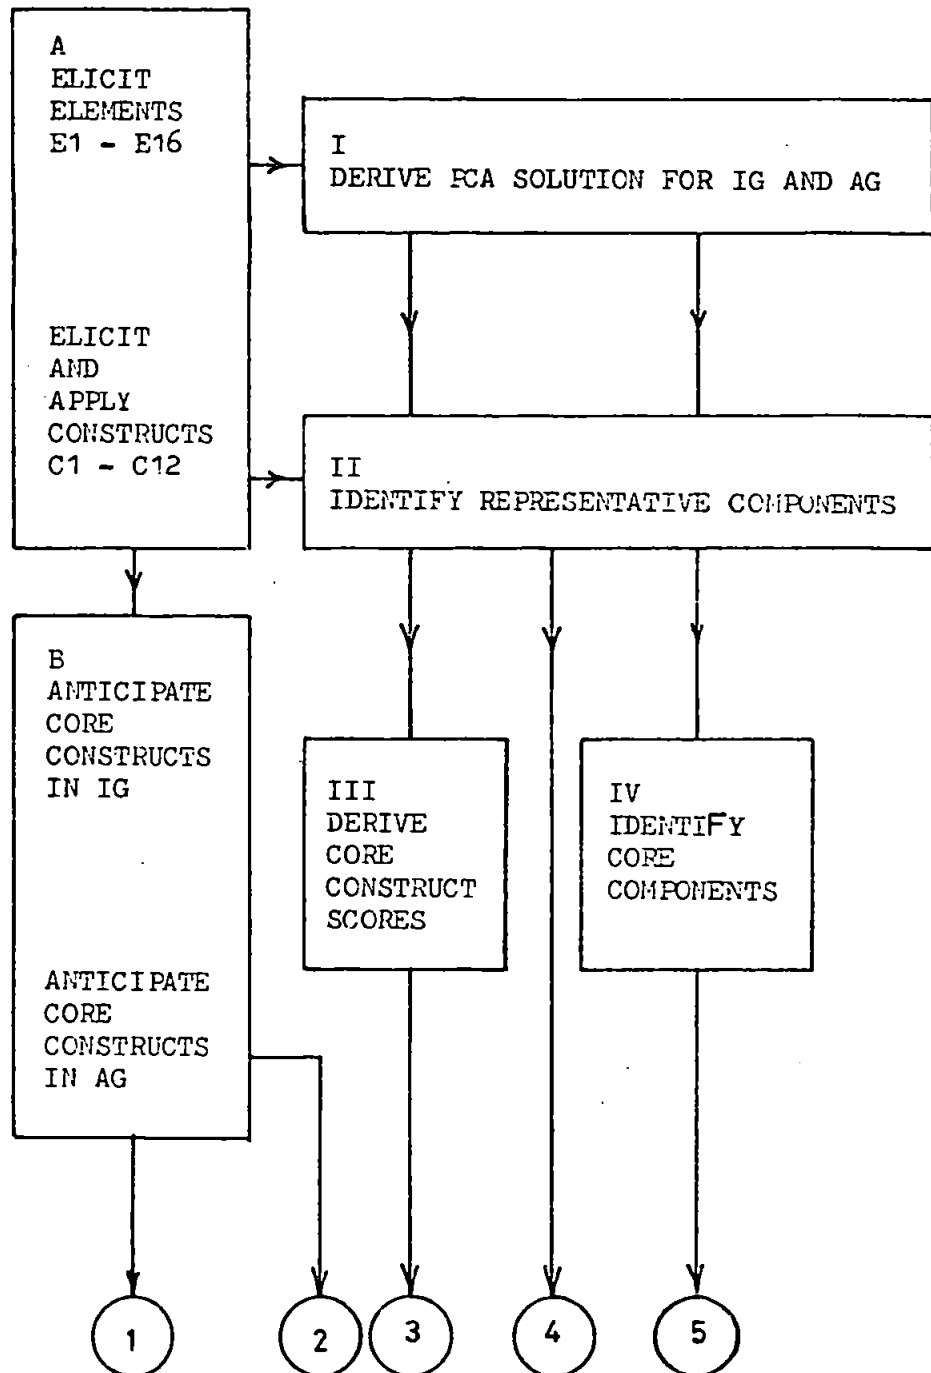 A
ELICIT
ELEMENTS
E1 - E16
ELICIT
AND
APPLY
CONSTRUCTS
C1 - C12
I
DERIVE PCA SOLUTION FOR IG AND AG
II
IDENTIFY REPRESENTATIVE COMPONENTS
B
ANTICIPATE
CORE
CONSTRUCTS
IN IG
ANTICIPATE
CORE
CONSTRUCTS
IN AG
III
DERIVE
CORE
CONSTRUCT
SCORES
IV
IDENTIFY
CORE
COMPONENTS
1
2
3
4
5